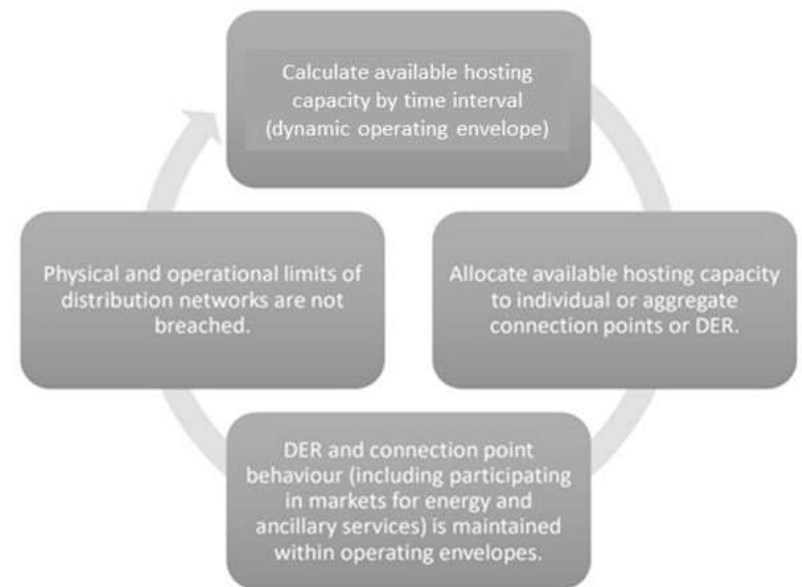 Calculate available hosting
capacity by time interval
(dynamic operating envelope)
Allocate available hosting capacity
to individual or aggregate
connection points or DER.
DER and connection point
behaviour (including participating
in markets for energy and
ancillary services) is maintained
within operating envelopes.
Physical and operational limits of
distribution networks are not
breached.